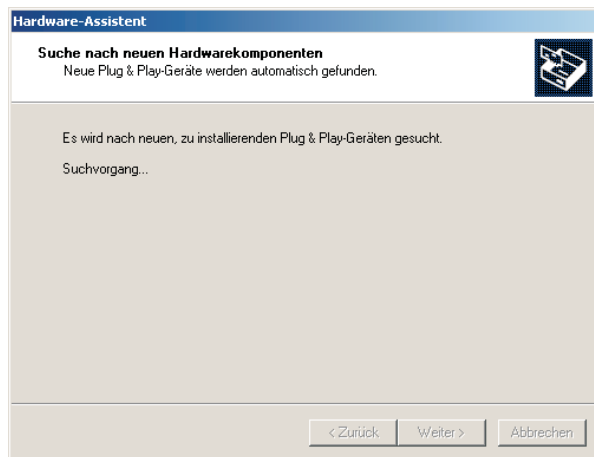 Hardware-Assistent
Suche nach neuen Hardwarekomponenten
Neue Plug & Play-Geräte werden automatisch gefunden.
Es wird nach neuen, zu installierenden Plug & Play-Geräten gesucht.
Suchvorgang...
< Zurück Weiter > Abbrechen